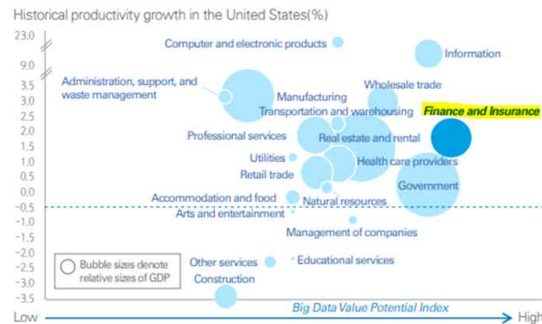 Historical productivity growth in the United States(%)
23.0
9.0
3.5
3.0
2.5
2.0
1.5
1.0
0.5
0.0
-0.5
-1.0
-1.5
-2.0
-2.5
-3.0
-3.5
Computer and electronic products
Information
Administration, support, and
waste management
Wholesale trade
Manufacturing
Transportation and warehousing
Finance and Insurance
Professional services
Real estate and rental
Utilities
Health care providers
Retail trade
Government
Accommodation and food
Natural resources
Arts and entertainment
Management of companies
Other services
Educational services
Construction
Bubble sizes denote
relative sizes of GDP
Low
Big Data Value Potential Index
High